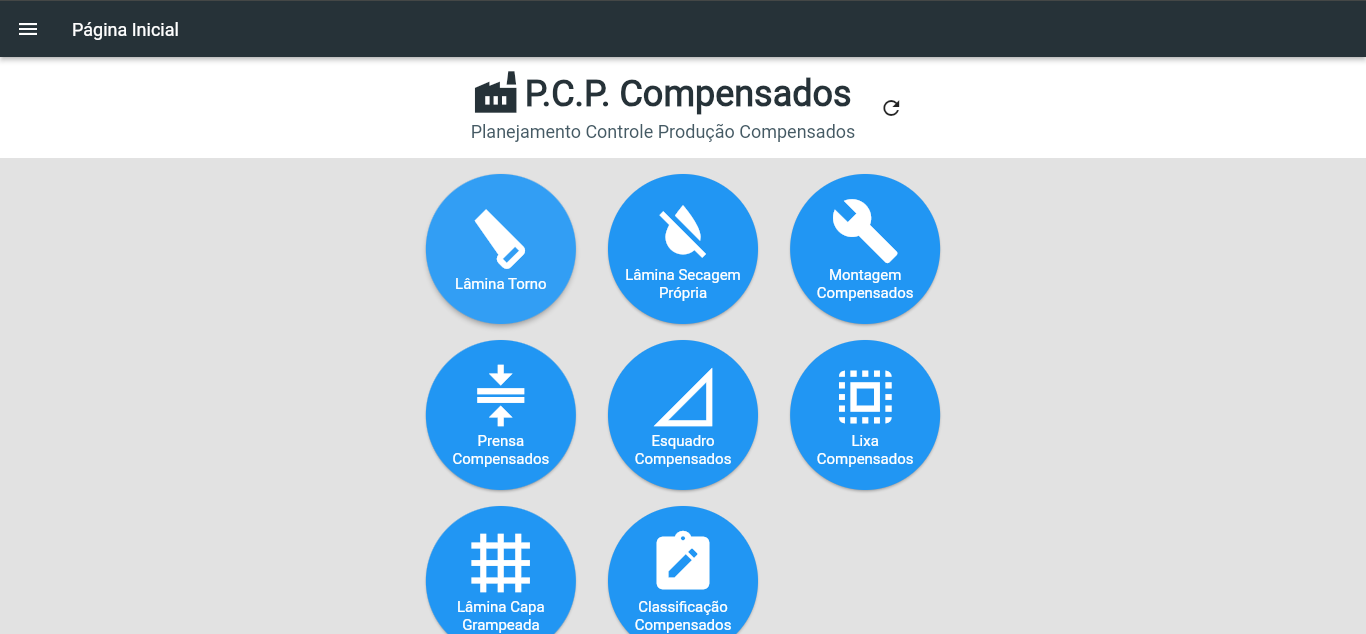 Página Inicial
P.C.P. Compensados
Planejamento Controle Produção Compensados
Lâmina Torno
Lâmina Secagem
Própria
Montagem
Compensados
Prensa
Compensados
Esquadro
Compensados
Lixa
Compensados
Lâmina Capa
Grampeada
Classificação
Compensados